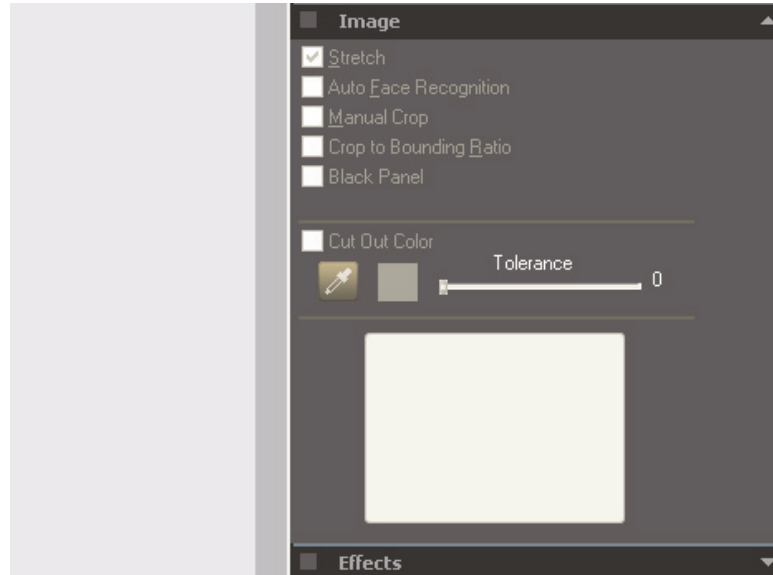 Image
Stretch
Auto Face Recognition
Manual Crop
Crop to Bounding Ratio
Black Panel
Cut Out Color
Tolerance
0
Effects